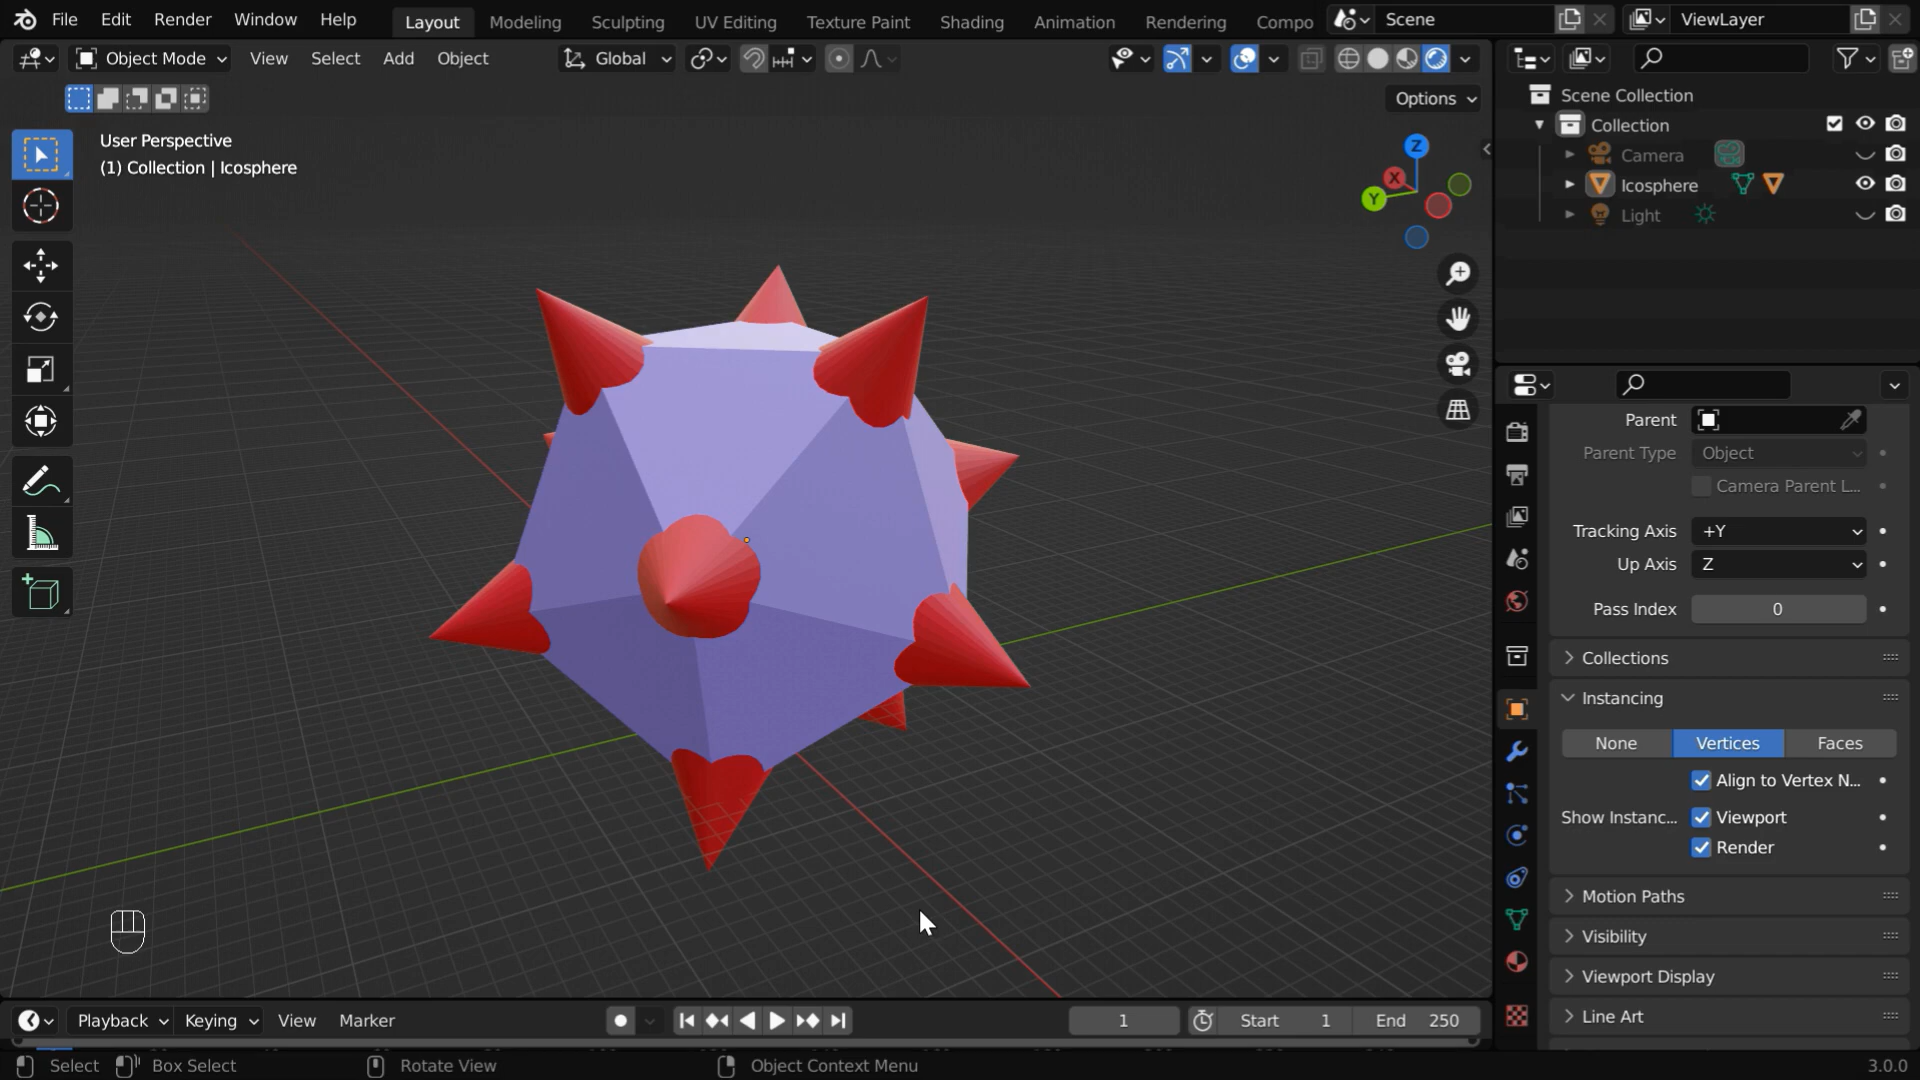 File Edit Render Window Help Layout Modeling Sculpting UV Editing Texture Paint Shading Animation Rendering Compo Scene ViewLayer
Object Mode View Select Add Object Global
Options
User Perspective
(1) Collection | Icosphere
Z
X
Y
Scene Collection
Collection
Camera
Icosphere
Light
Parent
Parent Type Object
Camera Parent L...
Tracking Axis +Y
Up Axis Z
Pass Index 0
Collections
Instancing
None Vertices Faces
Align to Vertex N...
Show Instanc... Viewport
Render
Motion Paths
Visibility
Viewport Display
Line Art
Playback Keying View Marker 1 Start 1 End 250
Select Box Select Rotate View Object Context Menu 3.0.0